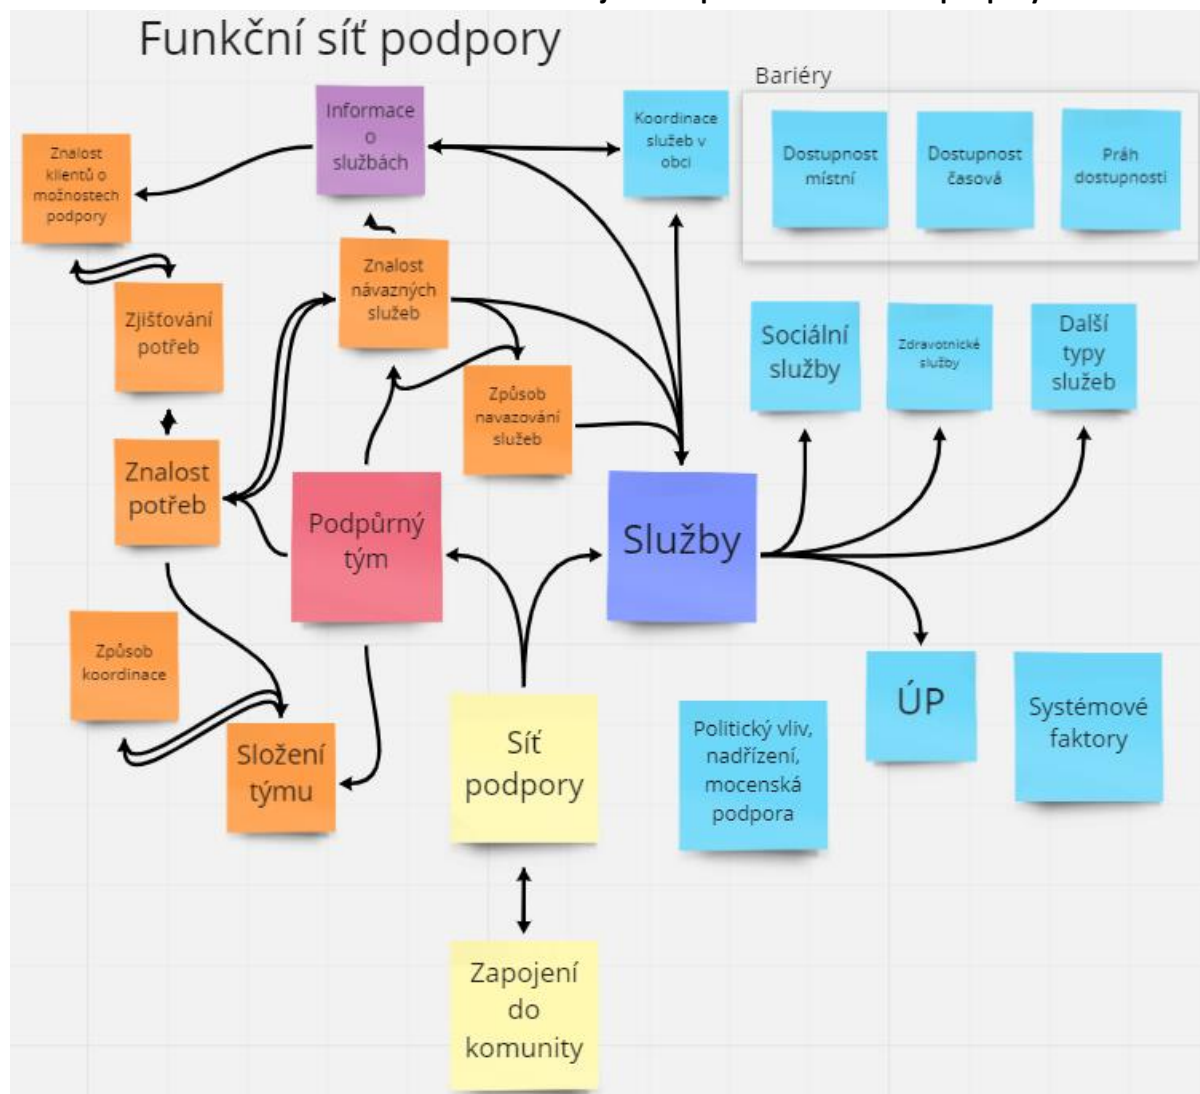 Funkční síť podpory
Bariéry
Informace
o
službách
Koordinace
služeb v
obci
Dostupnost
místní
Dostupnost
časová
Práh
dostupnosti
Znalost
klientů o
možnostech
podpory
Znalost
návazných
služeb
Zjišťování
potřeb
Sociální
služby
Zdravotnické
služby
Další
typy
služeb
Způsob
navazování
služeb
Znalost
potřeb
Podpůrný
tým
Služby
Způsob
koordinace
Složení
týmu
Síť
podpory
Politický vliv,
nadřízení,
mocenská
podpora
ÚP
Systémové
faktory
Zapojení
do
komunity